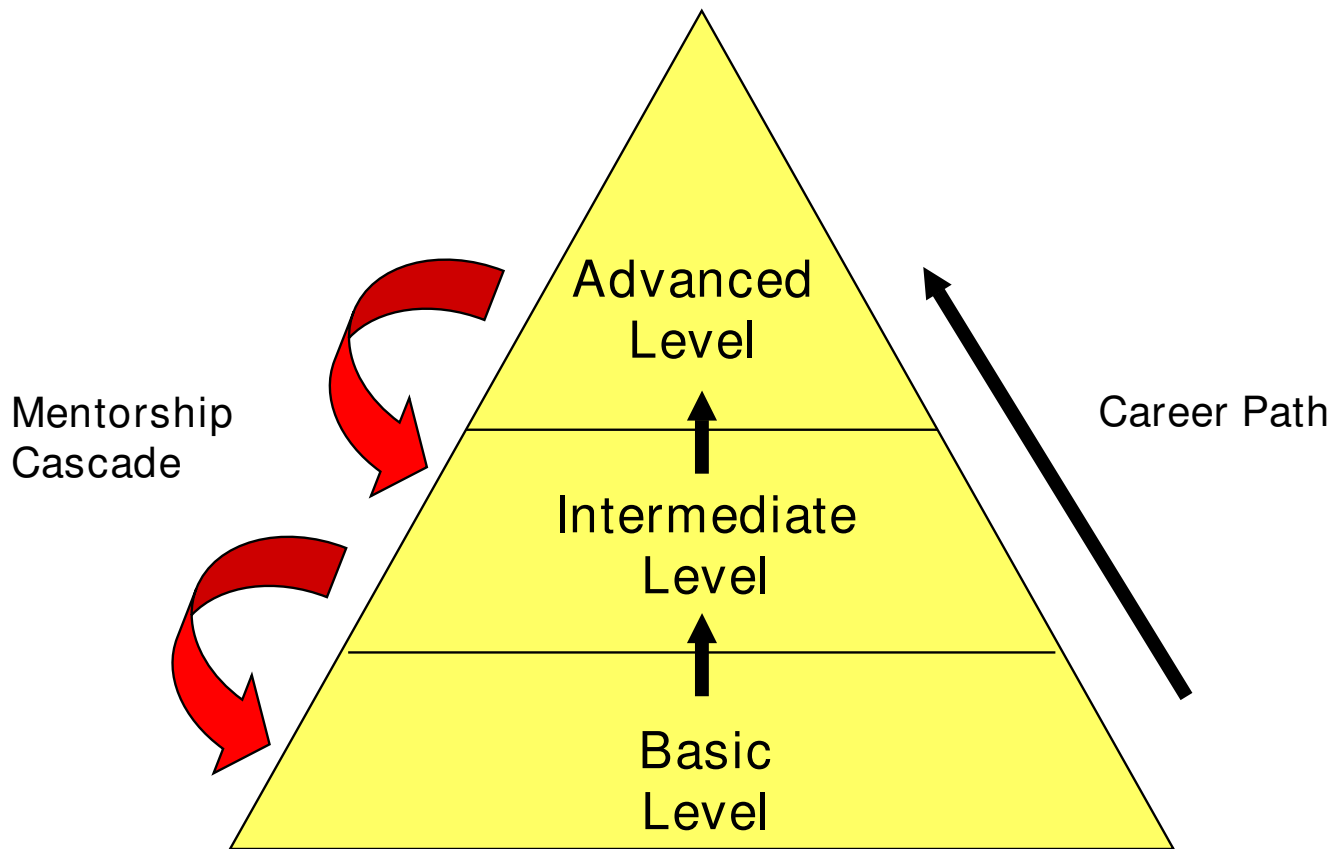 Advanced
Level
Mentorship
Cascade
Career Path
Intermediate
Level
Basic
Level